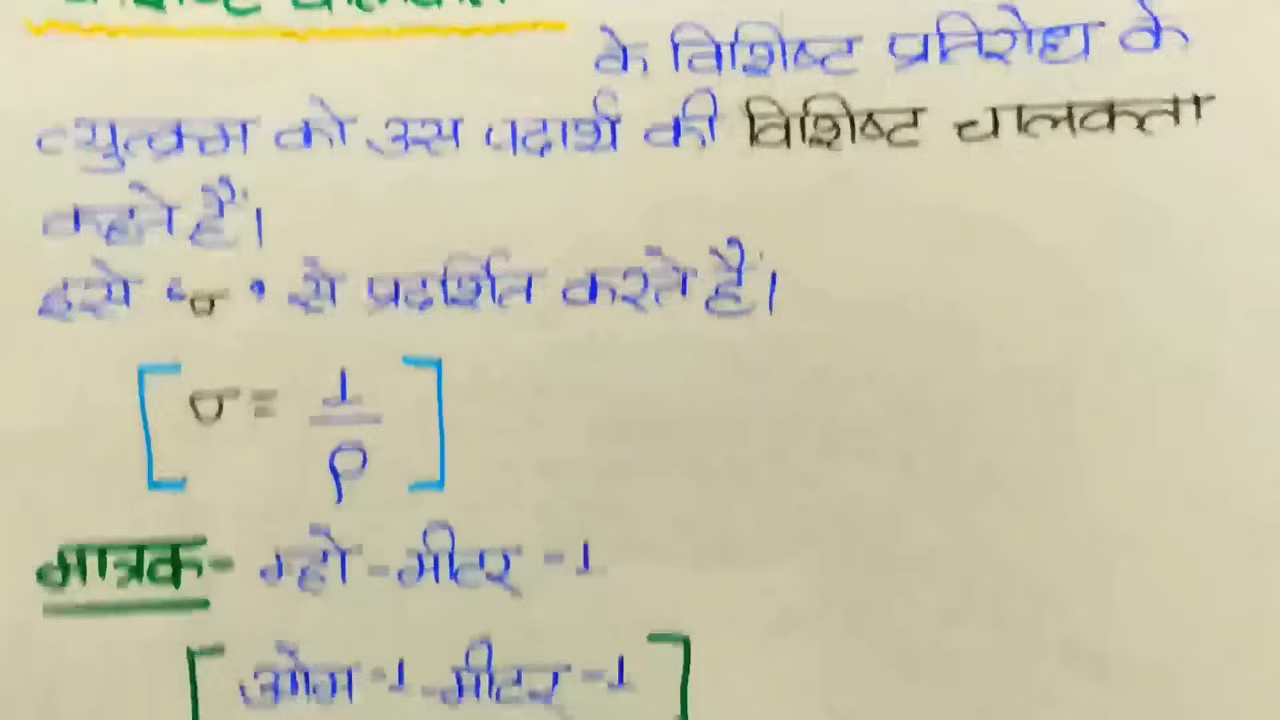 के विशिष्ट प्रतिरोध के
व्युत्क्रम को उस पदार्थ की विशिष्ट चालकता
कहते हैं।
इसे 'σ' से प्रदर्शित करते हैं।
[ σ = 1/ρ ]
मात्रक- म्हो -मीटर -1
[ ओम -1 -मीटर -1 ]